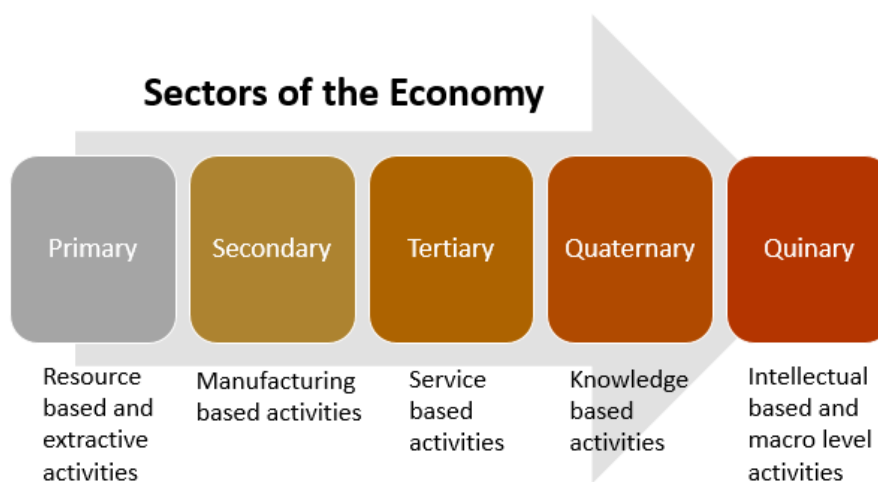 Sectors of the Economy
Primary
Secondary
Tertiary
Quaternary
Quinary
Resource
based and
extractive
activities
Manufacturing
based activities
Service
based
activities
Knowledge
based
activities
Intellectual
based and
macro level
activities